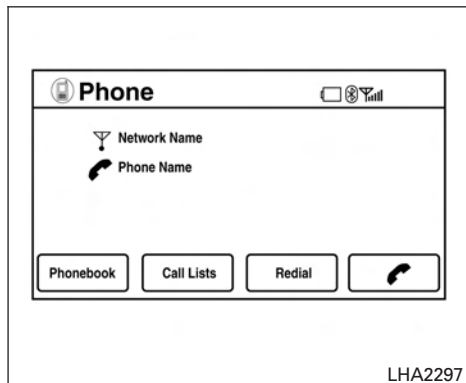 Phone
Network Name
Phone Name
Phonebook
Call Lists
Redial
LHA2297